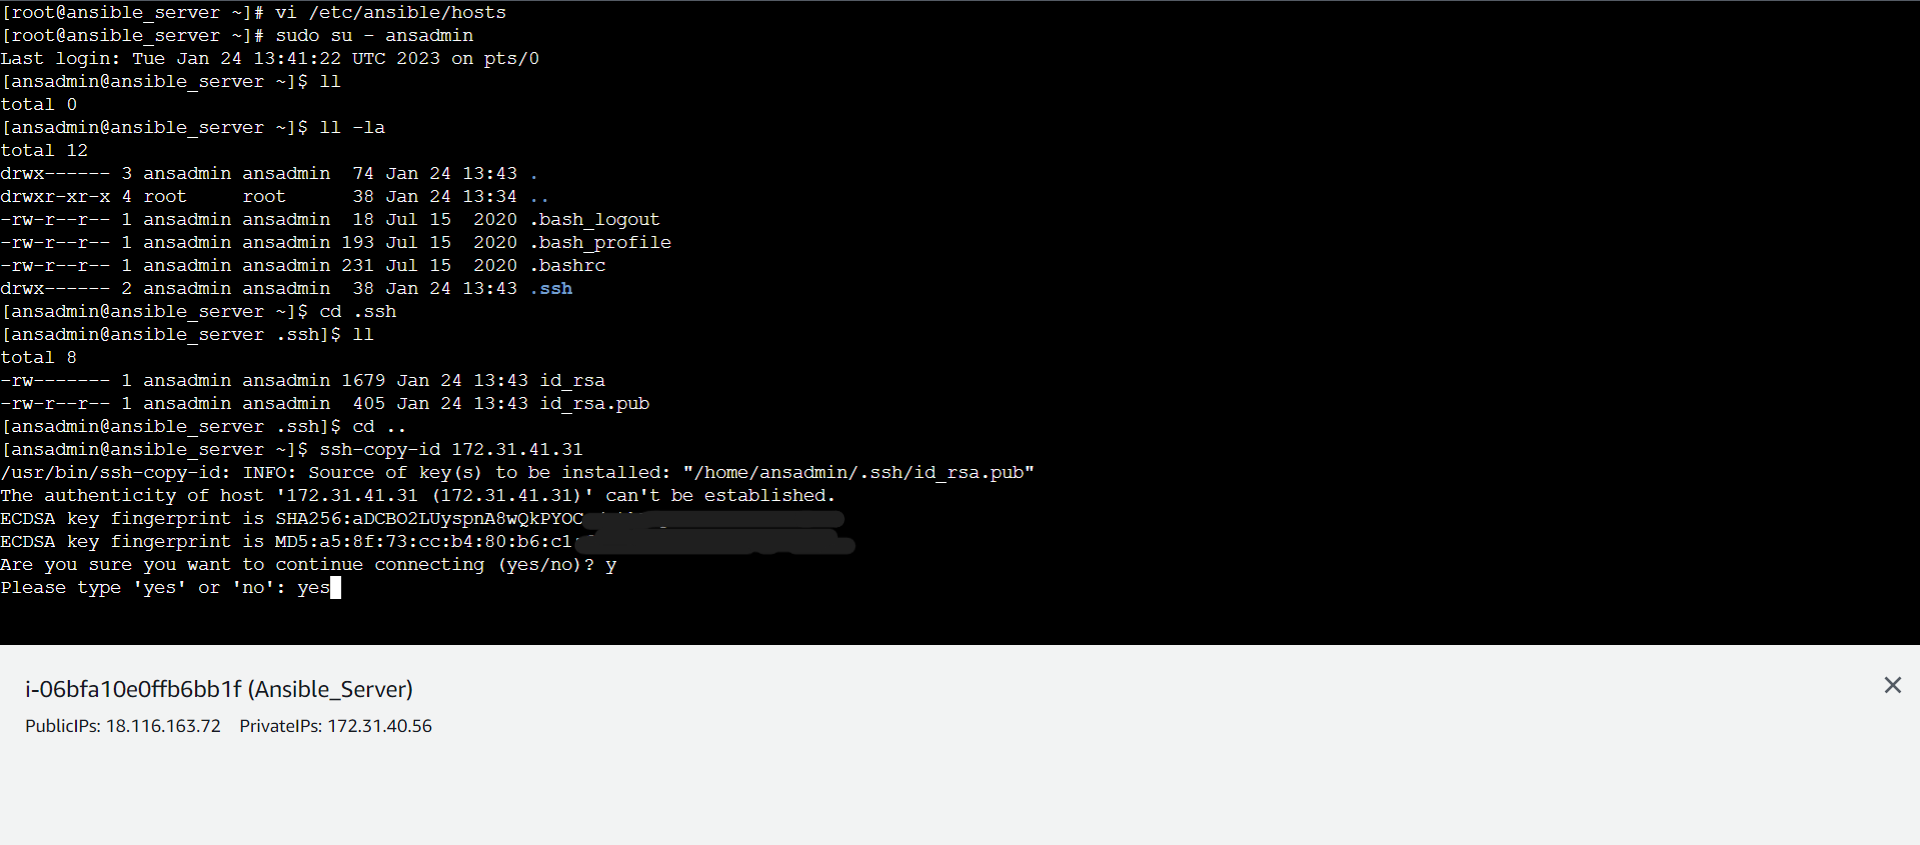 [root@ansible_server ~]# vi /etc/ansible/hosts
[root@ansible_server ~]# sudo su - ansadmin
Last login: Tue Jan 24 13:41:22 UTC 2023 on pts/0
[ansadmin@ansible_server ~]$ ll
total 0
[ansadmin@ansible_server ~]$ ll -la
total 12
drwx------ 3 ansadmin ansadmin  74 Jan 24 13:43 .
drwxr-xr-x 4 root     root      38 Jan 24 13:34 ..
-rw-r--r-- 1 ansadmin ansadmin  18 Jul 15  2020 .bash_logout
-rw-r--r-- 1 ansadmin ansadmin 193 Jul 15  2020 .bash_profile
-rw-r--r-- 1 ansadmin ansadmin 231 Jul 15  2020 .bashrc
drwx------ 2 ansadmin ansadmin  38 Jan 24 13:43 .ssh
[ansadmin@ansible_server ~]$ cd .ssh
[ansadmin@ansible_server .ssh]$ ll
total 8
-rw------- 1 ansadmin ansadmin 1679 Jan 24 13:43 id_rsa
-rw-r--r-- 1 ansadmin ansadmin  405 Jan 24 13:43 id_rsa.pub
[ansadmin@ansible_server .ssh]$ cd ..
[ansadmin@ansible_server ~]$ ssh-copy-id 172.31.41.31
/usr/bin/ssh-copy-id: INFO: Source of key(s) to be installed: "/home/ansadmin/.ssh/id_rsa.pub"
The authenticity of host '172.31.41.31 (172.31.41.31)' can't be established.
ECDSA key fingerprint is SHA256:aDCBO2LUyspnA8wQkPYOC
ECDSA key fingerprint is MD5:a5:8f:73:cc:b4:80:b6:c1:
Are you sure you want to continue connecting (yes/no)? y
Please type 'yes' or 'no': yes
i-06bfa10e0ffb6bb1f (Ansible_Server)
PublicIPs: 18.116.163.72    PrivateIPs: 172.31.40.56